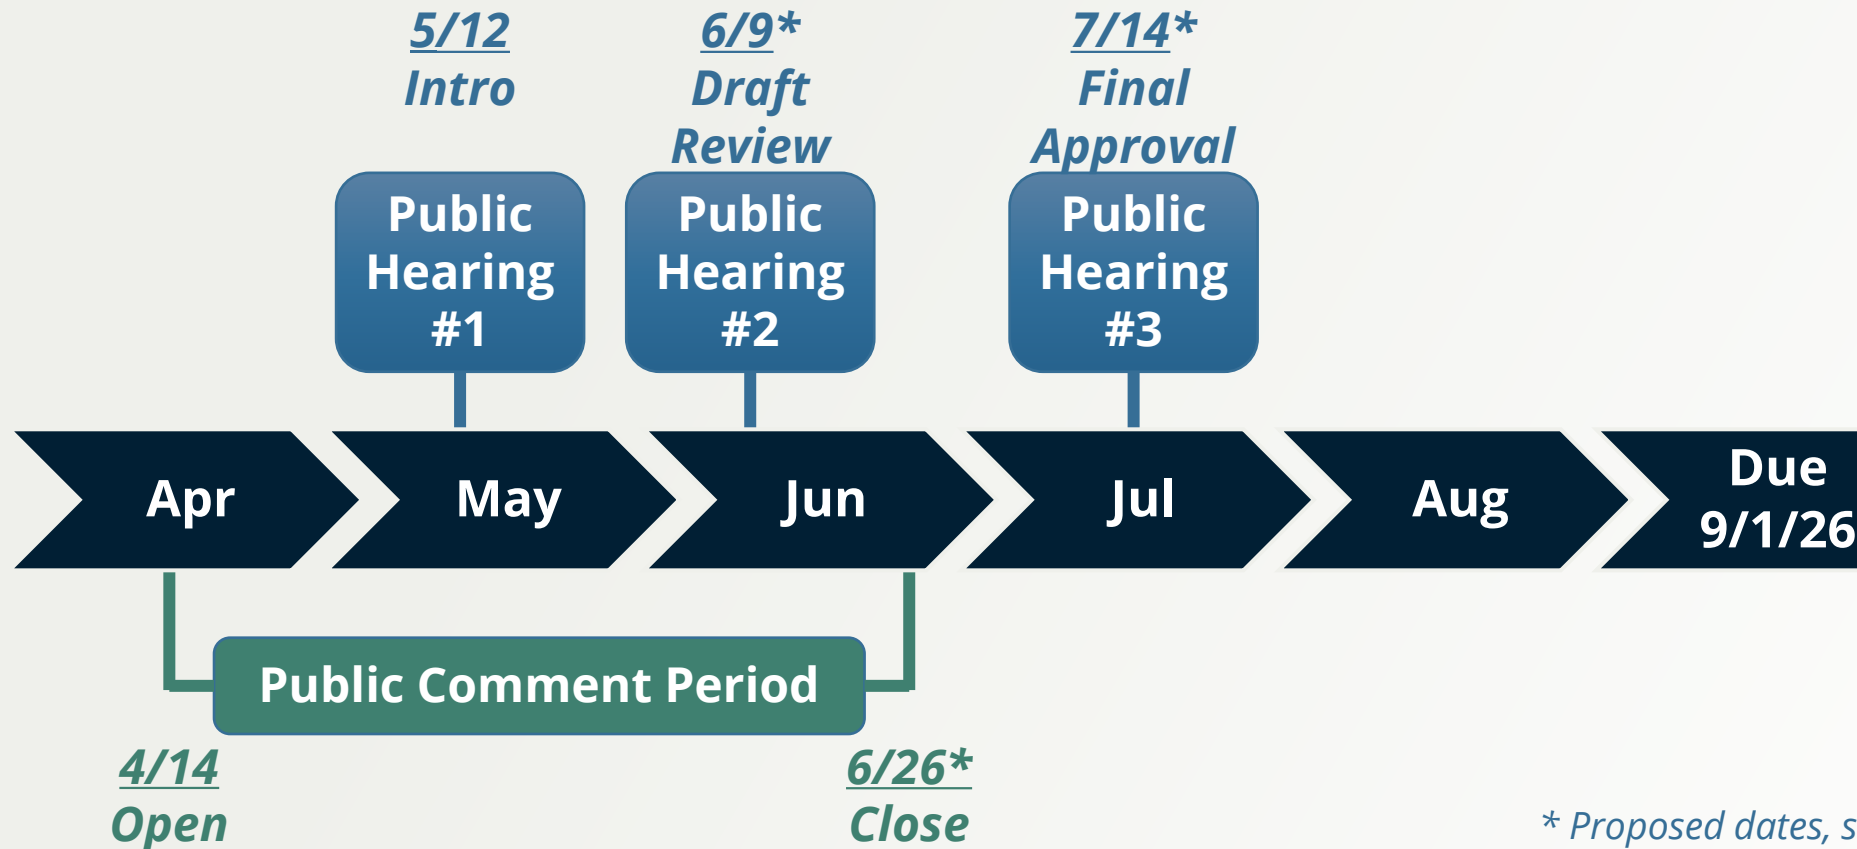 5/12
Intro
6/9*
Draft
Review
7/14*
Final
Approval
Public
Hearing
#1
Public
Hearing
#2
Public
Hearing
#3
Apr
May
Jun
Jul
Aug
Due
9/1/26
Public Comment Period
4/14
Open
6/26*
Close
* Proposed dates, s